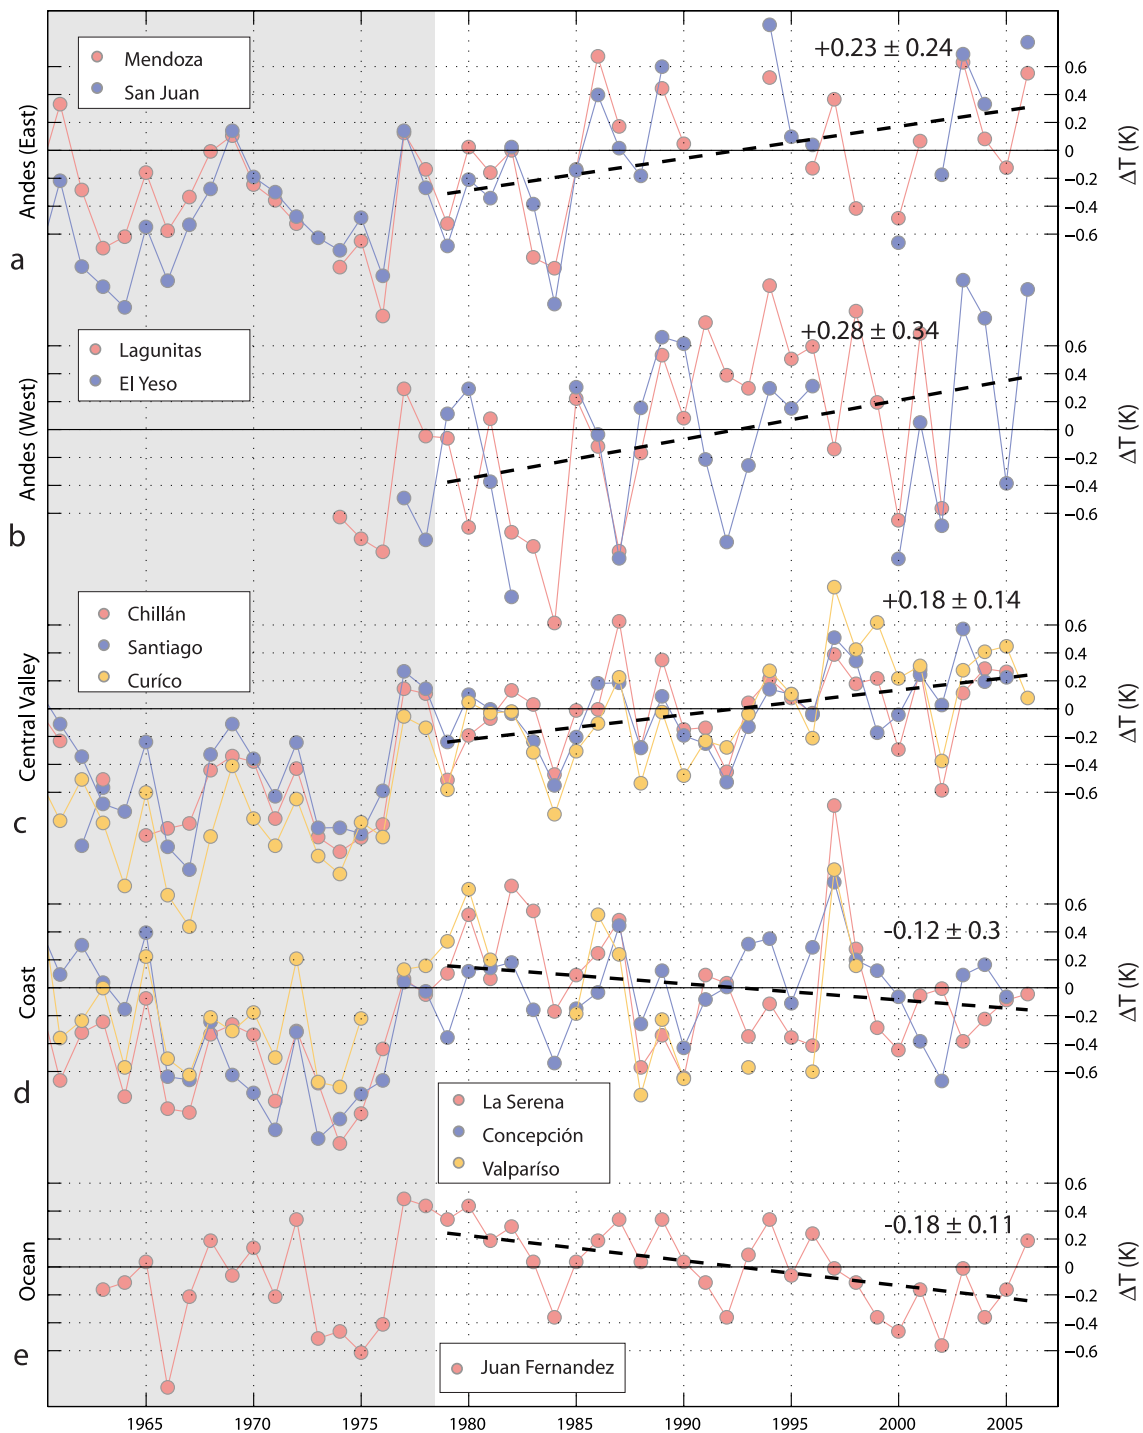 Mendoza
San Juan
+0.23 ± 0.24
0.6
0.4
0.2
0
−0.2
−0.4
−0.6
Andes (East)
ΔT (K)
a
Lagunitas
El Yeso
+0.28 ± 0.34
0.6
0.4
0.2
0
−0.2
−0.4
−0.6
Andes (West)
ΔT (K)
b
Chillán
Santiago
Curíco
+0.18 ± 0.14
0.6
0.4
0.2
0
−0.2
−0.4
−0.6
Central Valley
ΔT (K)
c
-0.12 ± 0.3
0.6
0.4
0.2
0
−0.2
−0.4
−0.6
Coast
ΔT (K)
d
La Serena
Concepción
Valparíso
-0.18 ± 0.11
0.6
0.4
0.2
0
−0.2
−0.4
−0.6
Ocean
ΔT (K)
e
Juan Fernandez
1965 1970 1975 1980 1985 1990 1995 2000 2005